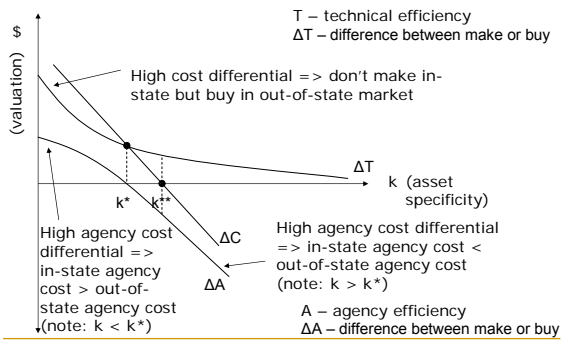 $
(valuation)
T – technical efficiency
ΔT – difference between make or buy
High cost differential => don't make in-
state but buy in out-of-state market
ΔT
k (asset
specificity)
k*
k**
High agency cost
differential =>
in-state agency
cost > out-of-
state agency cost
(note: k < k*)
ΔC
ΔA
High agency cost differential
=> in-state agency cost <
out-of-state agency cost
(note: k > k*)
A – agency efficiency
ΔA – difference between make or buy